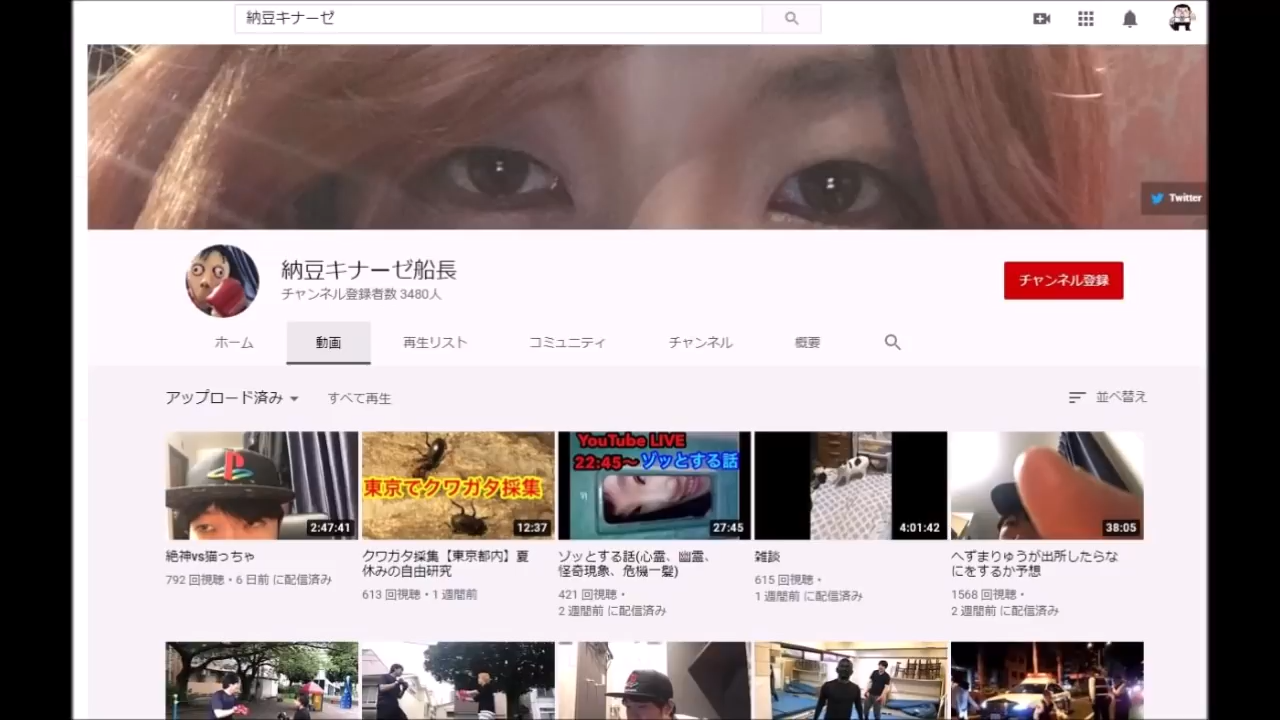 納豆キナーゼ
Twitter
納豆キナーゼ船長
チャンネル登録者数 3480人
チャンネル登録
ホーム
動画
再生リスト
コミュニティ
チャンネル
概要
アップロード済み
すべて再生
並べ替え
2:47:41
東京でクワガタ採集
12:37
YouTube LIVE
22:45～ゾッとする話
27:45
4:01:42
38:05
絶神vs猫っちゃ
792 回視聴・6 日前 に配信済み
クワガタ採集【東京都内】夏
休みの自由研究
613 回視聴・1 週間前
ゾッとする話(心霊、幽霊、
怪奇現象、危機一髪)
421 回視聴・
2 週間前 に配信済み
雑談
615 回視聴・
1 週間前 に配信済み
へずまりゅうが出所したらな
にをするか予想
1568 回視聴・
2 週間前 に配信済み